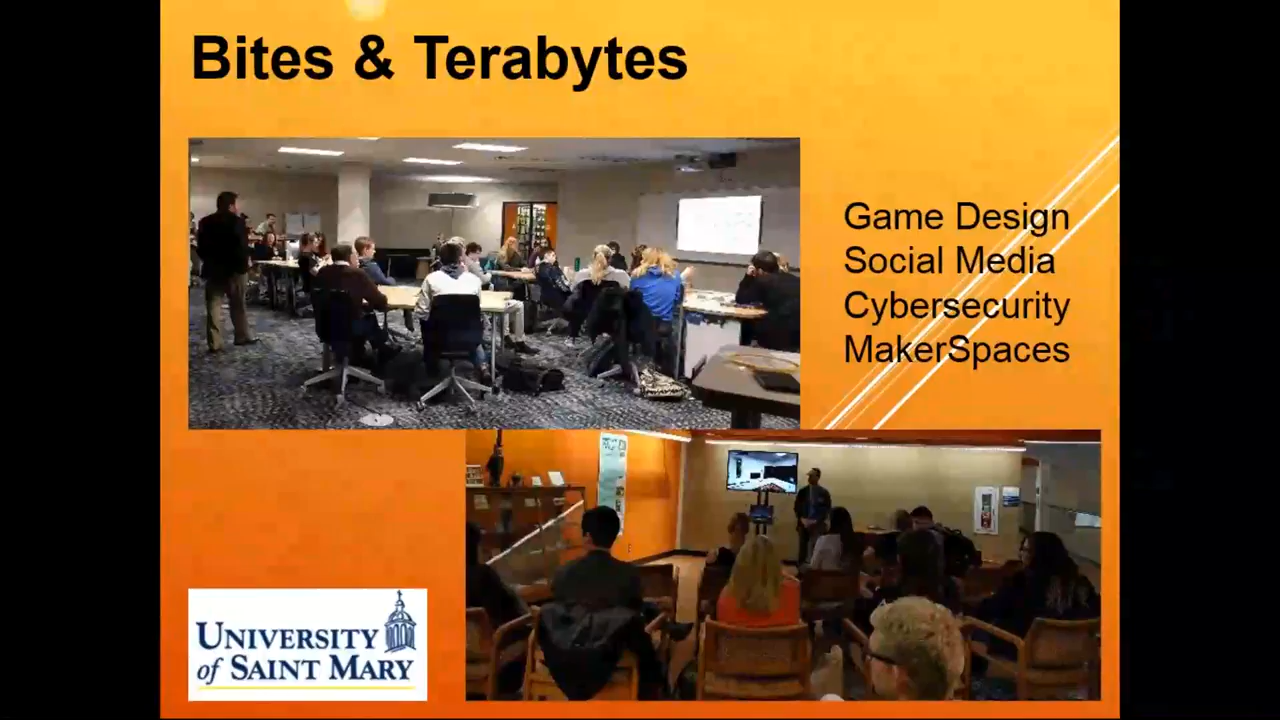 Bites & Terabytes
Game Design
Social Media
Cybersecurity
MakerSpaces
UNIVERSITY
of SAINT MARY